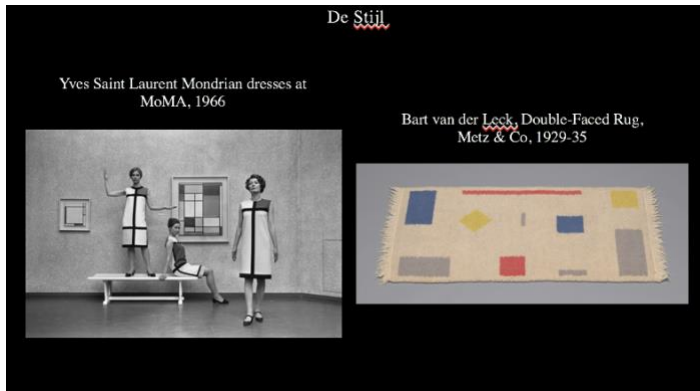 De Stijl
Yves Saint Laurent Mondrian dresses at
MoMA, 1966
Bart van der Leck, Double-Faced Rug,
Metz & Co, 1929-35